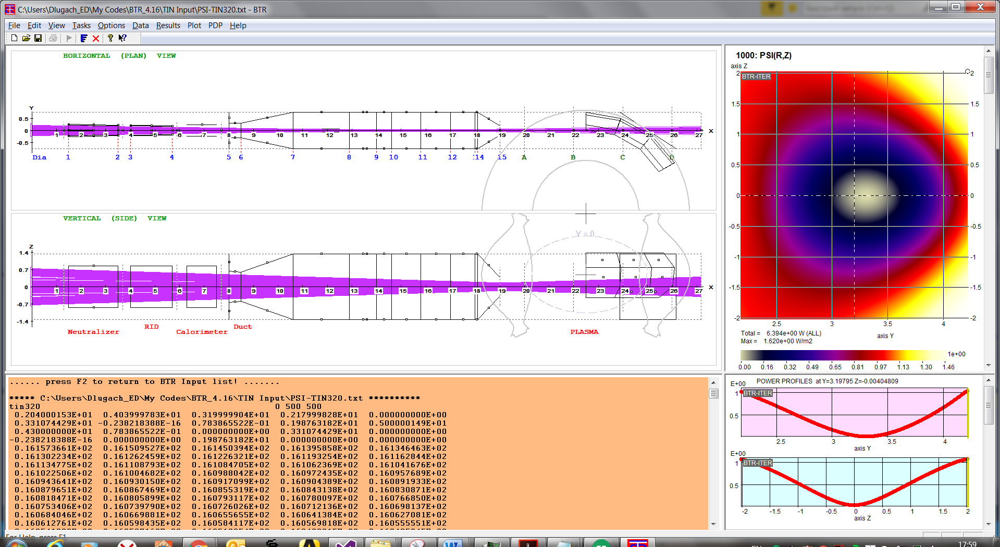 C:\Users\Dlugach_ED\My Codes\BTR_4.16\TIN Input\PSI-TIN320.txt - BTR
File Edit View Tasks Options Data Results Plot PDP Help
HORIZONTAL (PLAN) VIEW
Y
0.5
0
-0.5
1 2 3 4 5 6 7 8 9 10 11 12 13 14 15 16 17 18 19 20 21 22 23 24 25 26 27 X
Dia 1 2 3 4 5 6 7 8 9 10 11 12 :14 15 A B C D
VERTICAL (SIDE) VIEW
Y = 0
Z
1.4
0.7
0
-0.7
-1.4
1 2 3 4 5 6 7 8 9 10 11 12 13 14 15 16 17 18 19 20 21 22 23 24 25 26 27 X
Neutralizer RID Calorimeter Duct PLASMA
1000: PSI(R,Z)
axis Z
BTR-ITER
2 2
1.5 1.5
1 1
0.5 0.5
0 0
-0.5 -0.5
-1 -1
-1.5 -1.5
-2 -2
2.5 3 3.5 4
axis Y
Total = 6.394e+00 W (ALL)
Max = 1.620e+00 W/m2
1e+00
0.00 0.16 0.32 0.49 0.65 0.81 0.97 1.13 1.30 1.46
...... press F2 to return to BTR Input list! .......
***** C:\Users\Dlugach_ED\My Codes\BTR_4.16\TIN Input\PSI-TIN320.txt **********
tin320 0 500 500
0.204000153E+01 0.403999783E+01 0.319999904E+01 0.217999828E+01 0.000000000E+00
0.331074429E+01 -0.238218388E-16 0.783865522E-01 0.198763182E+01 0.500000149E+01
0.430000000E+01 0.783865522E-01 0.000000000E+00 0.331074429E+01 0.000000000E+00
-0.238218388E-16 0.000000000E+00 0.198763182E+01 0.000000000E+00 0.000000000E+00
0.161573661E+02 0.161509527E+02 0.161450394E+02 0.161395858E+02 0.161346463E+02
0.161302234E+02 0.161262459E+02 0.161226321E+02 0.161193254E+02 0.161162844E+02
0.161134775E+02 0.161108793E+02 0.161084705E+02 0.161062369E+02 0.161041676E+02
0.161022506E+02 0.161004682E+02 0.160988042E+02 0.160972435E+02 0.160957689E+02
0.160943641E+02 0.160930150E+02 0.160917099E+02 0.160904389E+02 0.160891933E+02
0.160879651E+02 0.160867469E+02 0.160855319E+02 0.160843138E+02 0.160830871E+02
0.160818471E+02 0.160805899E+02 0.160793117E+02 0.160780097E+02 0.160766850E+02
0.160753406E+02 0.160739790E+02 0.160726026E+02 0.160712136E+02 0.160698137E+02
0.160684046E+02 0.160669881E+02 0.160655655E+02 0.160641384E+02 0.160627081E+02
0.160612761E+02 0.160598435E+02 0.160584117E+02 0.160569818E+02 0.160555551E+02
POWER PROFILES at Y=3.19795 Z=-0.00404809
E+00
BTR-ITER
1
0.5
2.5 3 3.5 4
axis Y
E+00
BTR-ITER
1
0.5
-2 -1.5 -1 -0.5 0 0.5 1 1.5 2
axis Z
For Help, press F1
EN
17:59